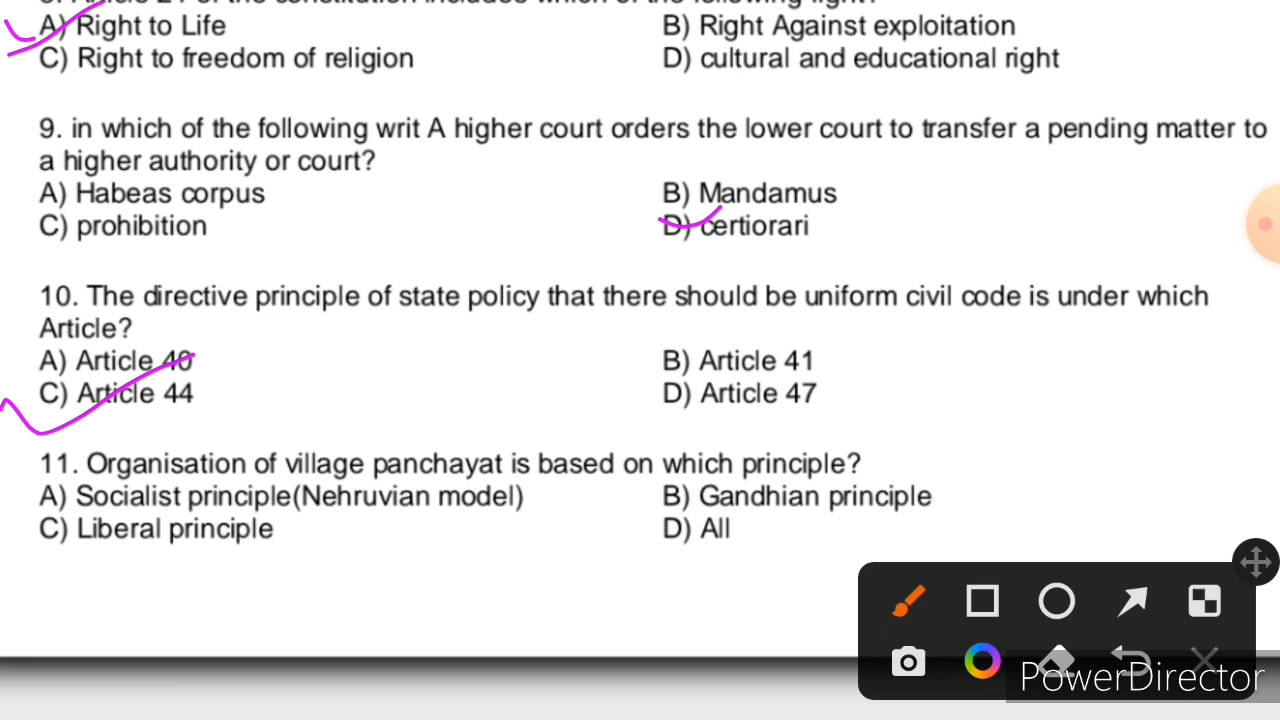 A) Right to Life B) Right Against exploitation
C) Right to freedom of religion D) cultural and educational right
9. in which of the following writ A higher court orders the lower court to transfer a pending matter to
a higher authority or court?
A) Habeas corpus B) Mandamus
C) prohibition D) certiorari
10. The directive principle of state policy that there should be uniform civil code is under which
Article?
A) Article 40 B) Article 41
C) Article 44 D) Article 47
11. Organisation of village panchayat is based on which principle?
A) Socialist principle(Nehruvian model) B) Gandhian principle
C) Liberal principle D) All
PowerDirector